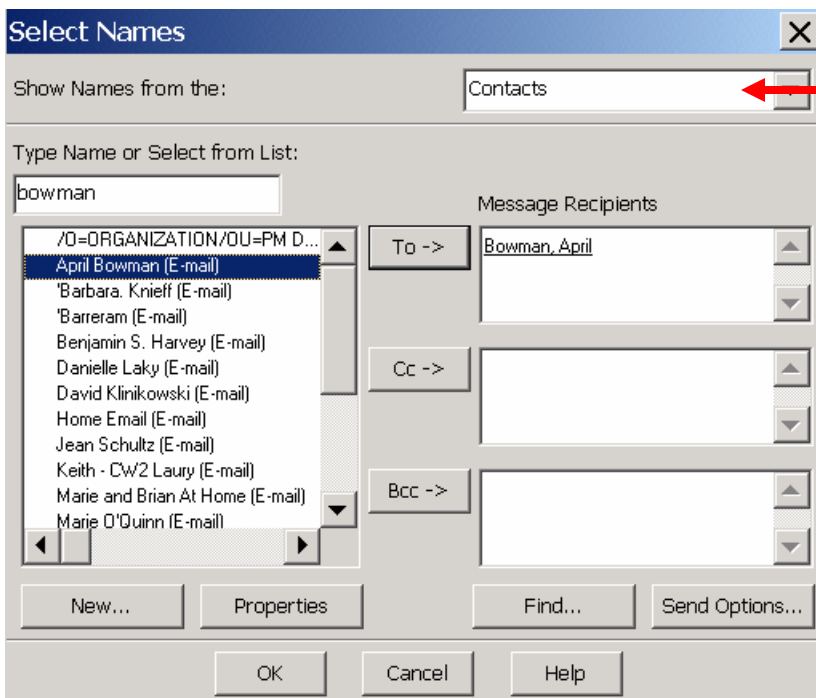 Select Names
Show Names from the:
Contacts
Type Name or Select from List:
bowman
Message Recipients
/O=ORGANIZATION/OU=PM D...
April Bowman (E-mail)
'Barbara. Knieff (E-mail)
'Barreram (E-mail)
Benjamin S. Harvey (E-mail)
Danielle Laky (E-mail)
David Klinikowski (E-mail)
Home Email (E-mail)
Jean Schultz (E-mail)
Keith - CW2 Laury (E-mail)
Marie and Brian At Home (E-mail)
Marie O'Quinn (E-mail)
To ->
Bowman, April
Cc ->
Bcc ->
New...
Properties
Find...
Send Options...
OK
Cancel
Help